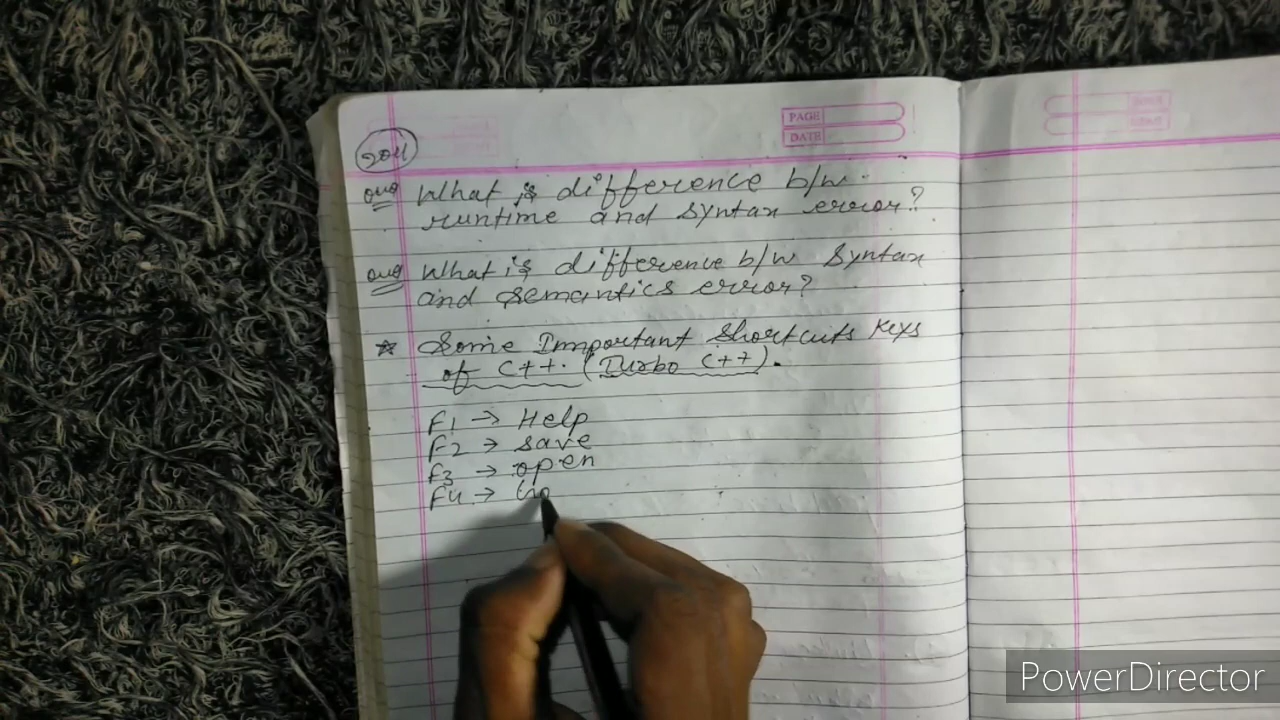 PAGE
DATE
2011
Que What is difference b/w
runtime and syntax error?
Que What is difference b/w Syntax
and semantics error?
* Some Important Shortcuts Keys
of C++. (Turbo C++).
F1 → Help
F2 → save
F3 → open
F4 → Go
PowerDirector